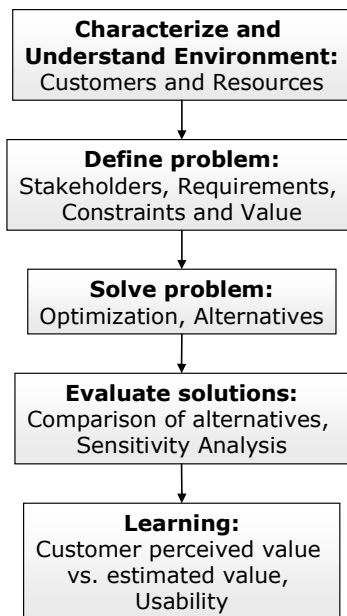 Characterize and
Understand Environment:
Customers and Resources
Define problem:
Stakeholders, Requirements,
Constraints and Value
Solve problem:
Optimization, Alternatives
Evaluate solutions:
Comparison of alternatives,
Sensitivity Analysis
Learning:
Customer perceived value
vs. estimated value,
Usability